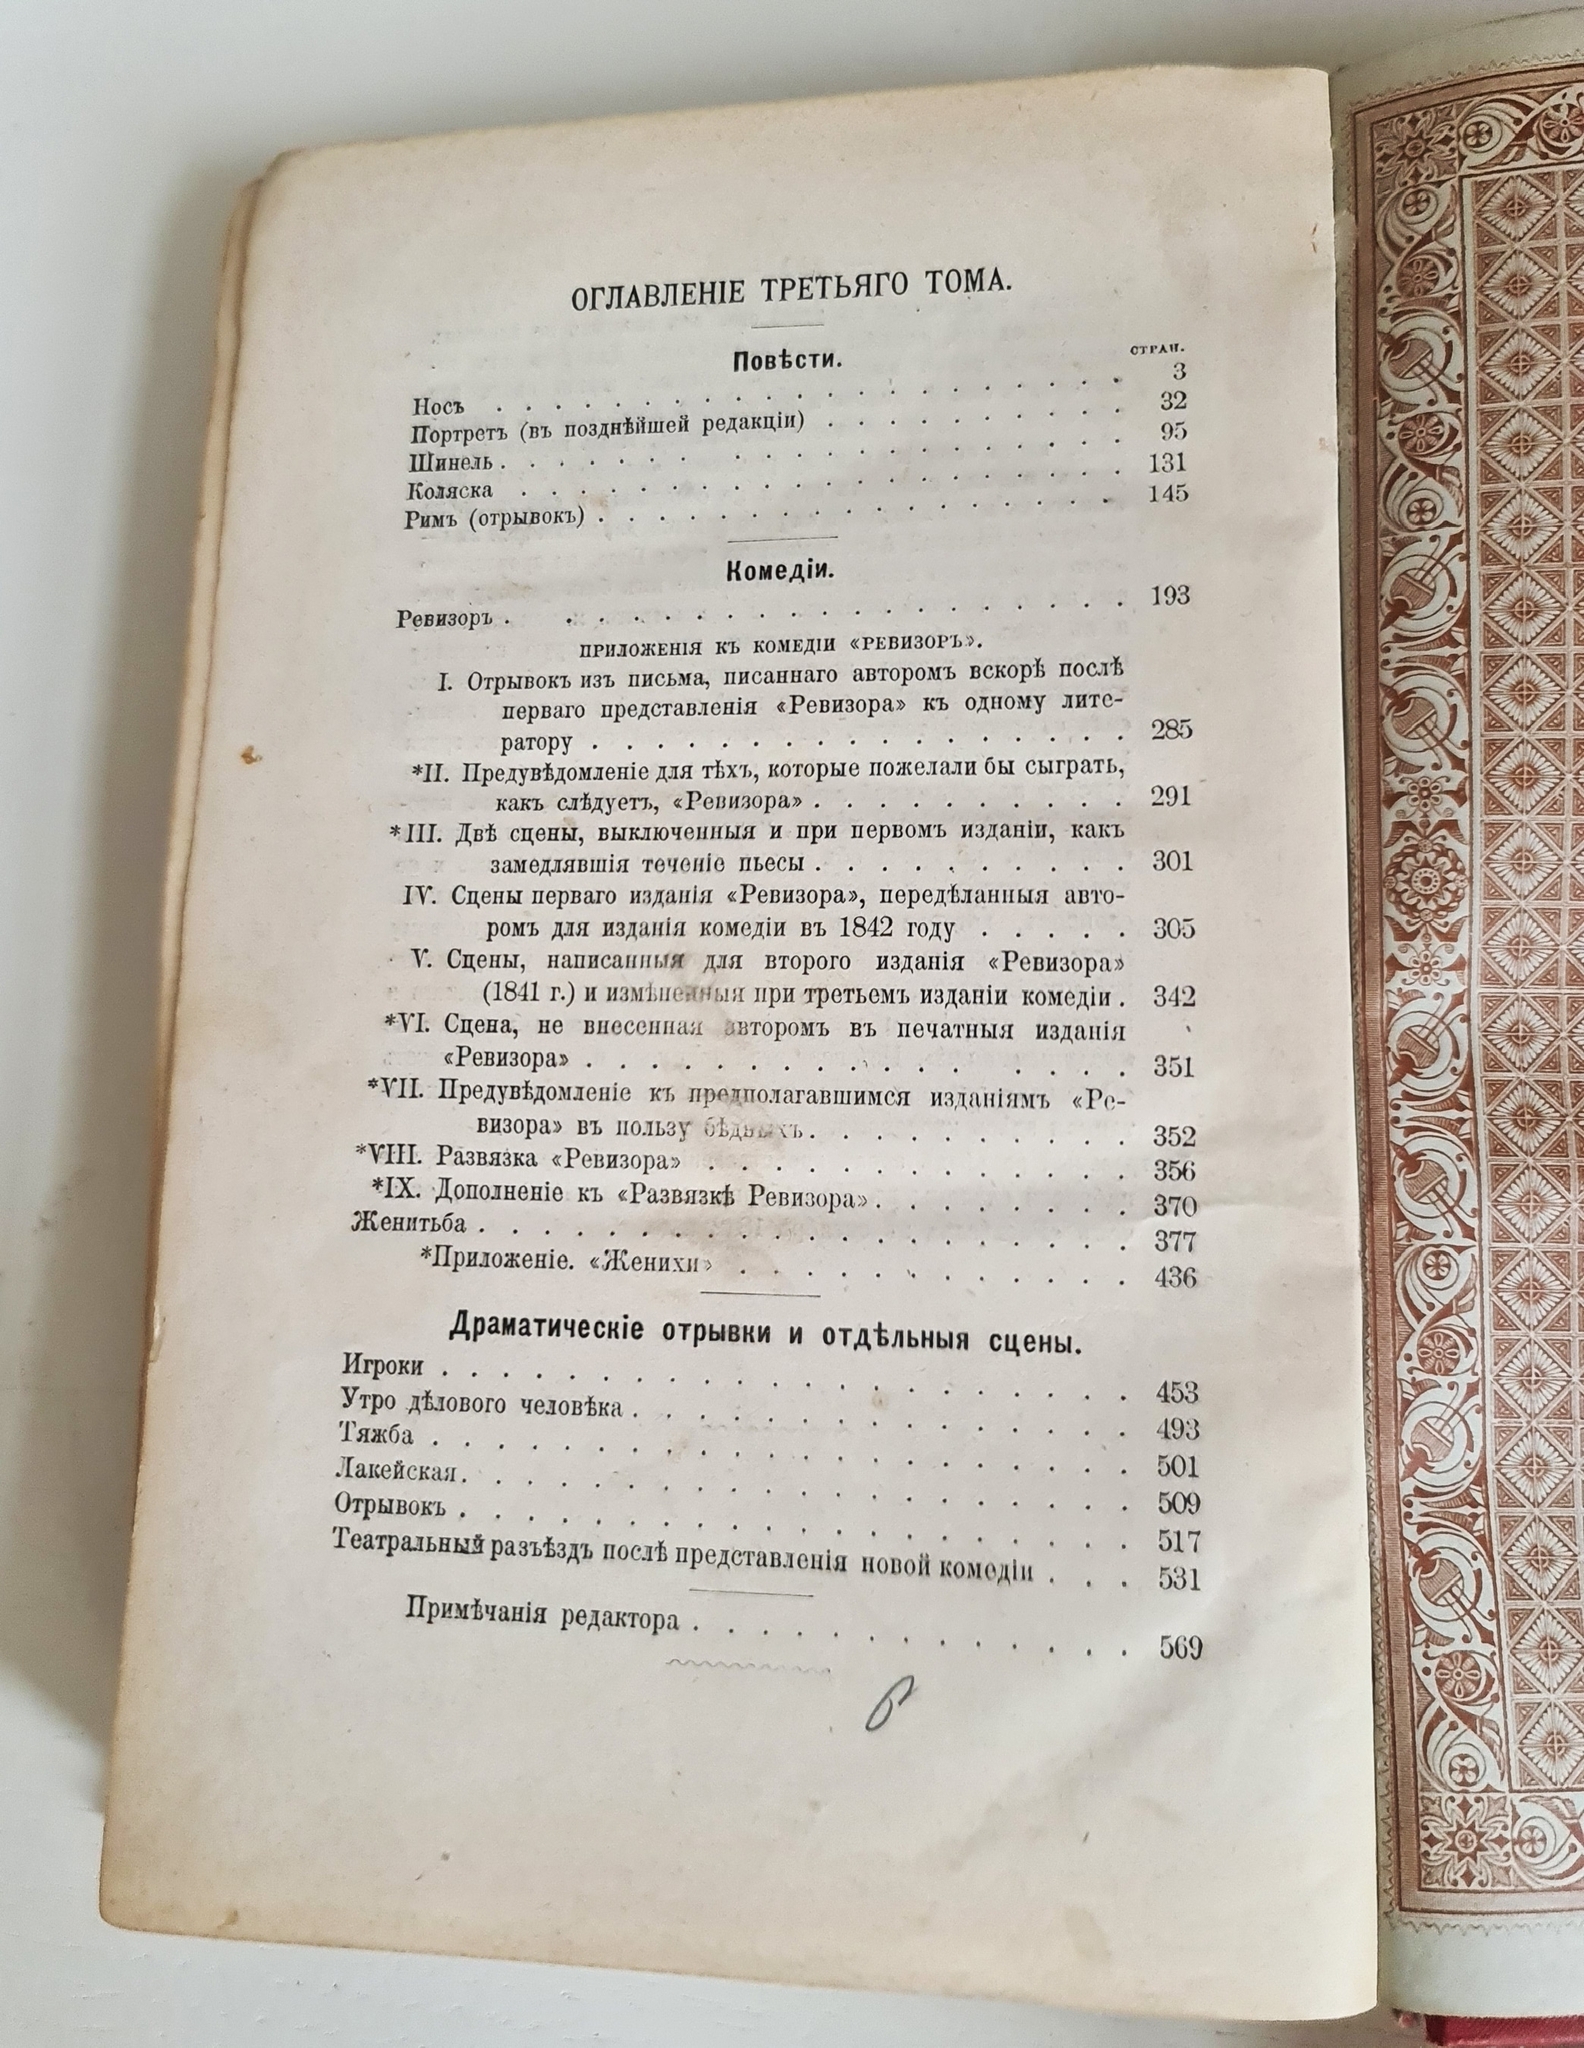 ОГЛАВЛЕНІЕ ТРЕТЬЯГО ТОМА.
Повѣсти.
СТРАН.
Носъ . . . . . . . . . . . . . . . . . . . . 3
Портретъ (въ позднѣйшей редакціи) . . . . . . . . . 32
Шинель . . . . . . . . . . . . . . . . . . . 95
Коляска . . . . . . . . . . . . . . . . . . . 131
Римъ (отрывокъ) . . . . . . . . . . . . . . . . 145
Комедіи.
Ревизоръ . . . . . . . . . . . . . . . . . . 193
ПРИЛОЖЕНІЯ КЪ КОМЕДІИ «РЕВИЗОРЪ».
I. Отрывокъ изъ письма, писаннаго авторомъ вскорѣ послѣ
перваго представленія «Ревизора» къ одному лите-
ратору . . . . . . . . . . . . . . . . . 285
*II. Предувѣдомленіе для тѣхъ, которые пожелали бы сыграть,
какъ слѣдуетъ, «Ревизора» . . . . . . . . . . 291
*III. Двѣ сцены, выключенныя и при первомъ изданіи, какъ
замедлявшія теченіе пьесы . . . . . . . . . . 301
IV. Сцены перваго изданія «Ревизора», передѣланныя авто-
ромъ для изданія комедіи въ 1842 году . . . . . 305
V. Сцены, написанныя для второго изданія «Ревизора»
(1841 г.) и измѣненныя при третьемъ изданіи комедіи . 342
*VI. Сцена, не внесенная авторомъ въ печатныя изданія
«Ревизора» . . . . . . . . . . . . . . . 351
*VII. Предувѣдомленіе къ предполагавшимся изданіямъ «Ре-
визора» въ пользу бѣдныхъ . . . . . . . . . . 352
*VIII. Развязка «Ревизора» . . . . . . . . . . . . . 356
*IX. Дополненіе къ «Развязкѣ Ревизора» . . . . . . . . 370
Женитьба . . . . . . . . . . . . . . . . . . . 377
*Приложеніе. «Женихи» . . . . . . . . . . . . 436
Драматическіе отрывки и отдѣльныя сцены.
Игроки . . . . . . . . . . . . . . . . . . . . . 453
Утро дѣлового человѣка . . . . . . . . . . . . . . . 493
Тяжба . . . . . . . . . . . . . . . . . . . . . 501
Лакейская . . . . . . . . . . . . . . . . . . . . 509
Отрывокъ . . . . . . . . . . . . . . . . . . . . 517
Театральный разъѣздъ послѣ представленія новой комедіи . . . 531
Примѣчанія редактора . . . . . . . . . . . . . 569